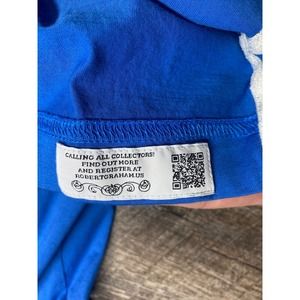 CALLING ALL COLLECTORS!
FIND OUT MORE
AND REGISTER AT
ROBERTGRAHAM.US